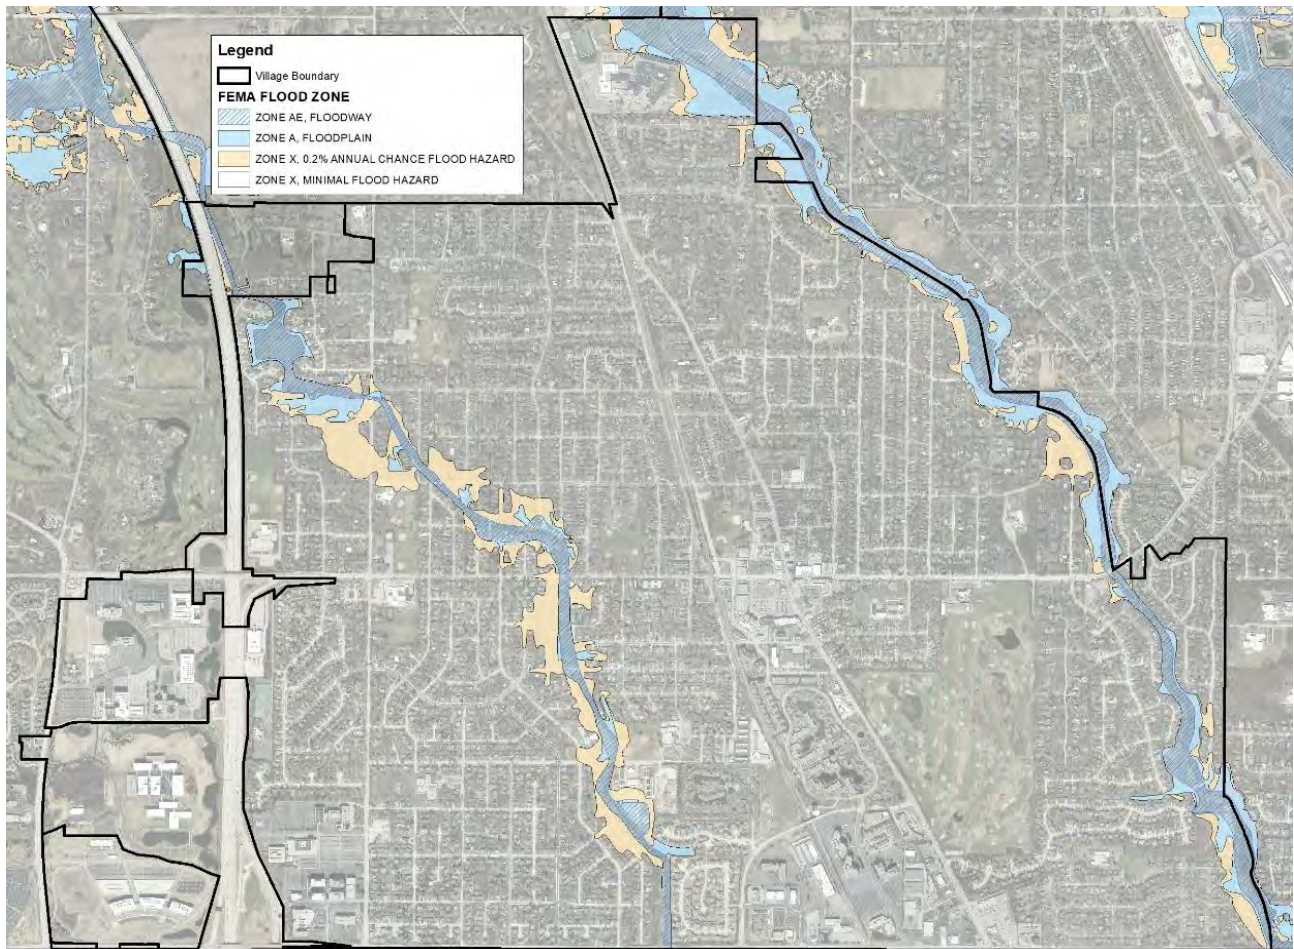 Legend
Village Boundary
FEMA FLOOD ZONE
ZONE AE, FLOODWAY
ZONE A, FLOODPLAIN
ZONE X, 0.2% ANNUAL CHANCE FLOOD HAZARD
ZONE X, MINIMAL FLOOD HAZARD